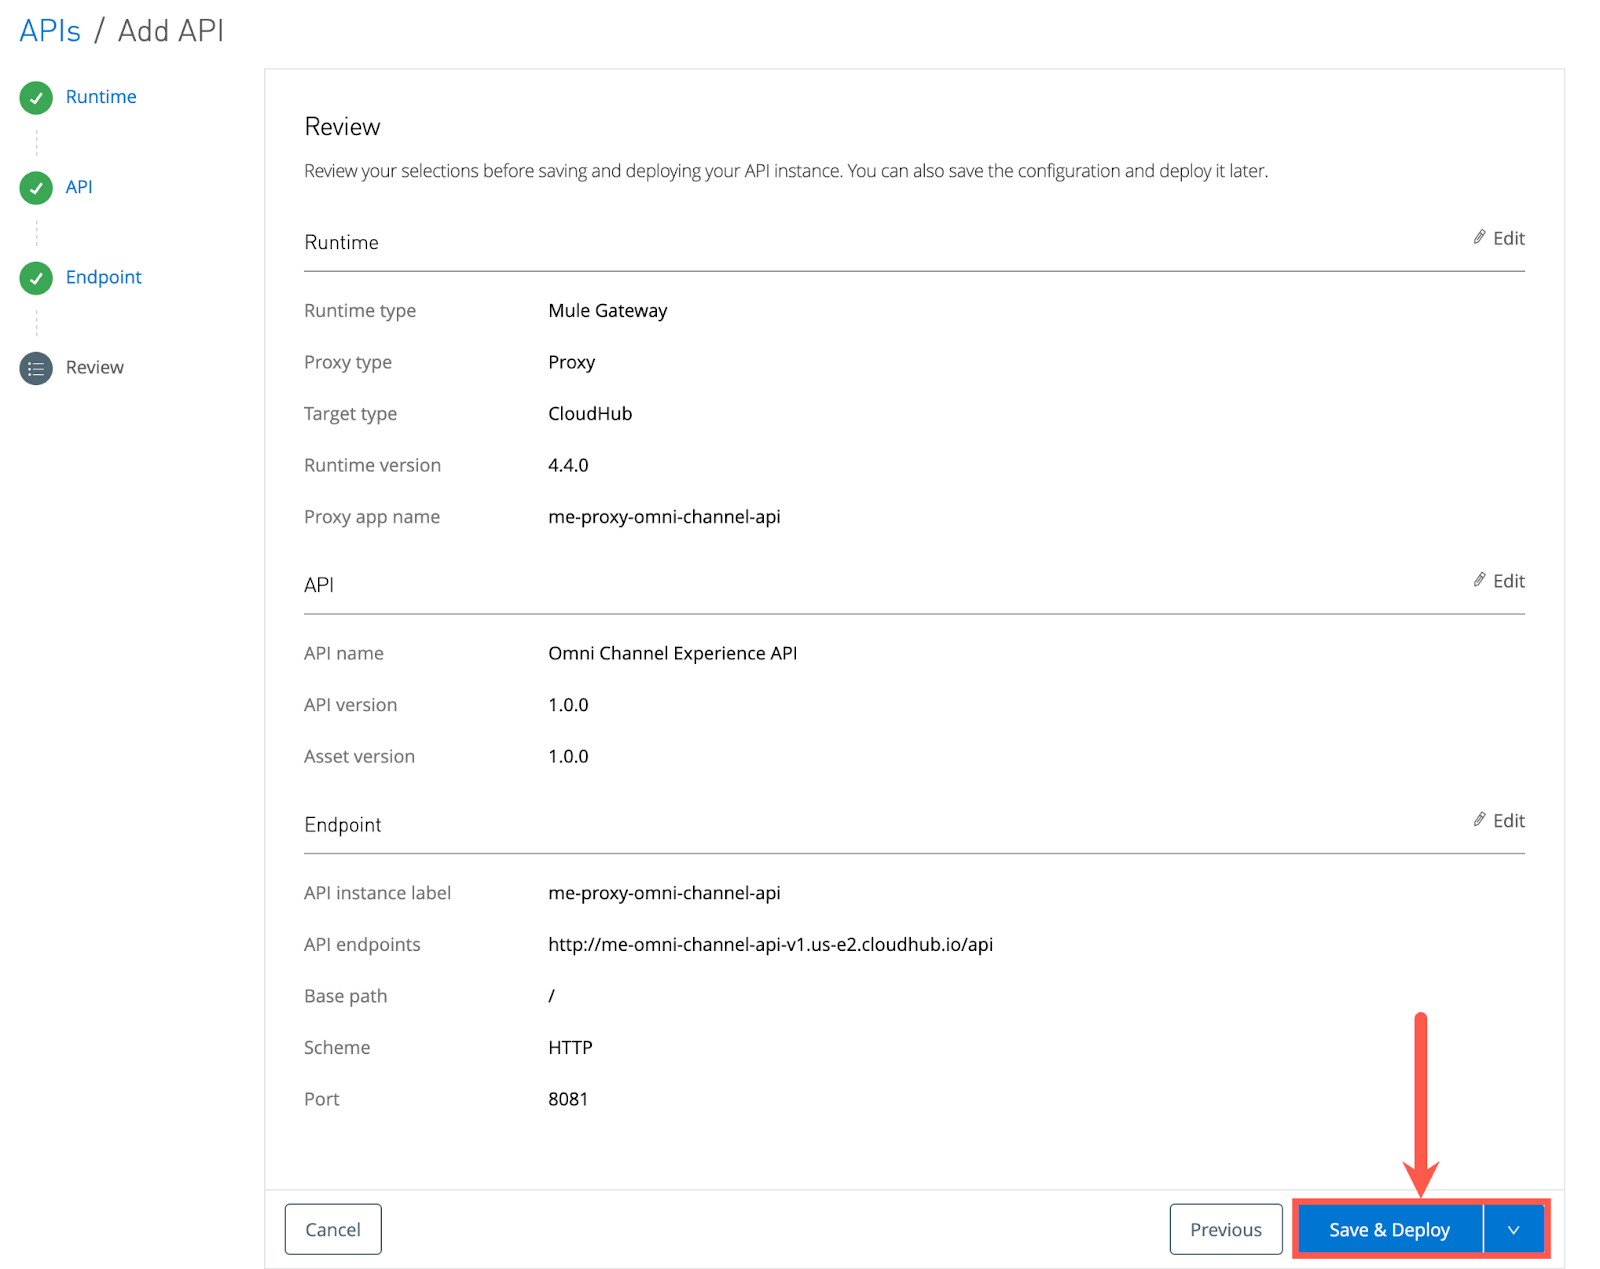 APIs / Add API
Runtime
API
Endpoint
Review
Review
Review your selections before saving and deploying your API instance. You can also save the configuration and deploy it later.
Runtime Edit
Runtime type Mule Gateway
Proxy type Proxy
Target type CloudHub
Runtime version 4.4.0
Proxy app name me-proxy-omni-channel-api
API Edit
API name Omni Channel Experience API
API version 1.0.0
Asset version 1.0.0
Endpoint Edit
API instance label me-proxy-omni-channel-api
API endpoints http://me-omni-channel-api-v1.us-e2.cloudhub.io/api
Base path /
Scheme HTTP
Port 8081
Cancel Previous Save & Deploy